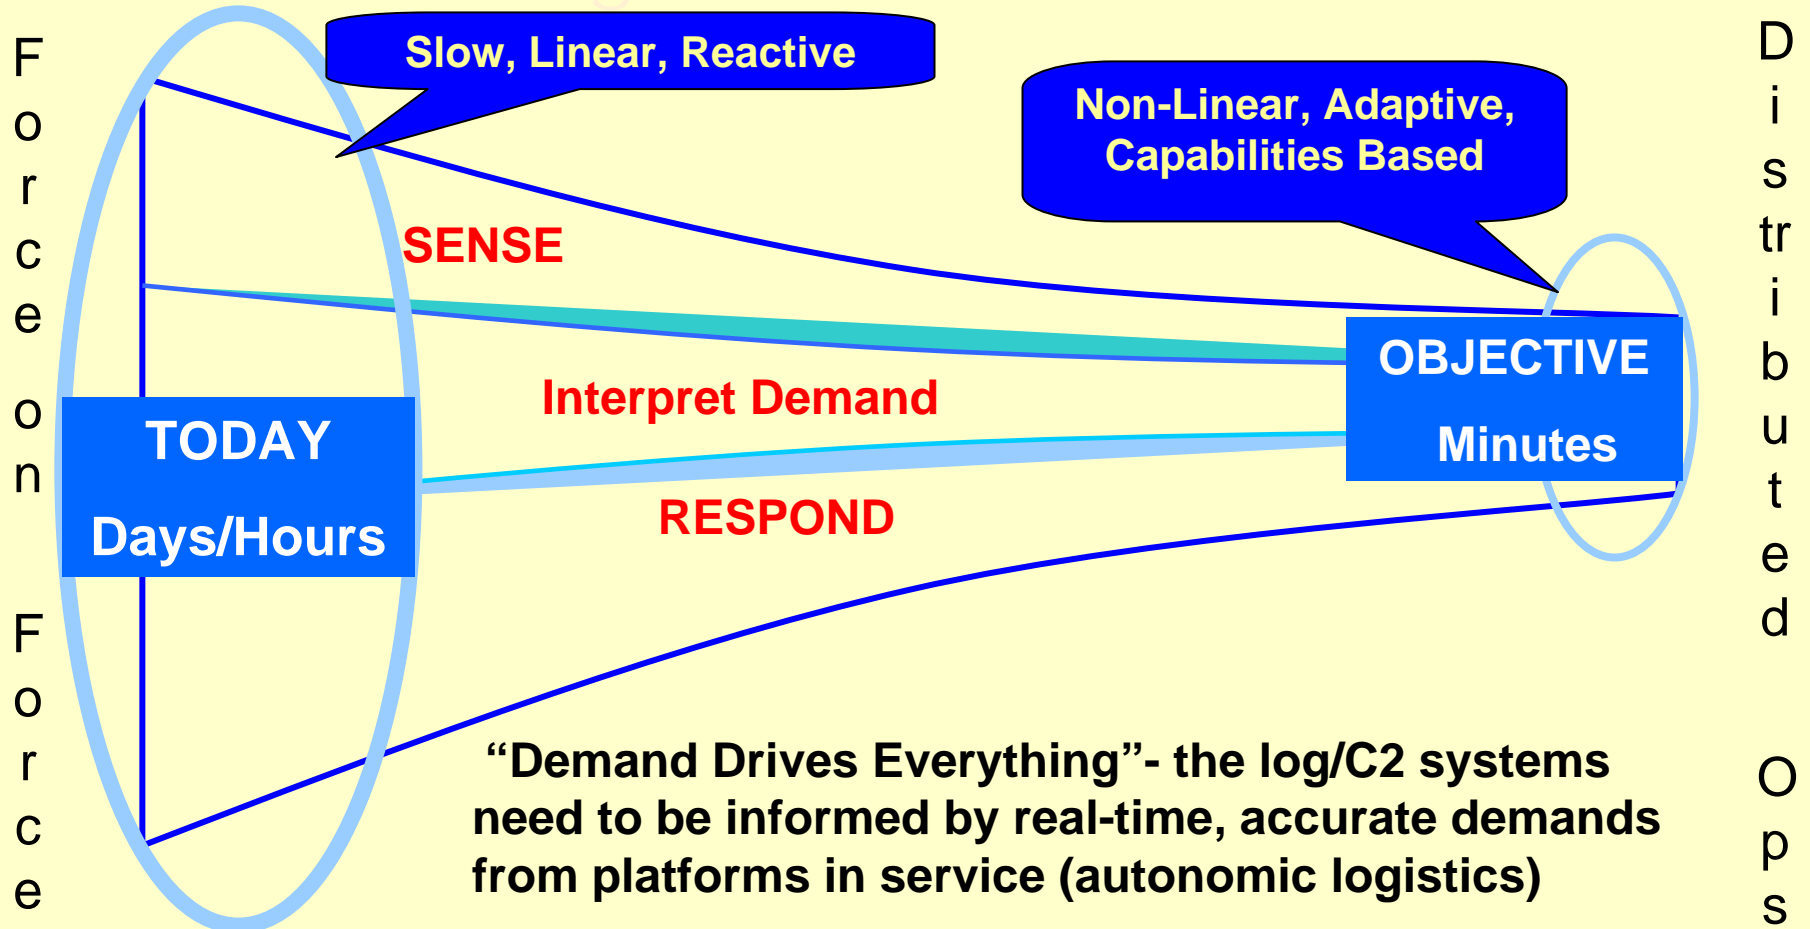 Force on Force
Slow, Linear, Reactive
Non-Linear, Adaptive,
Capabilities Based
SENSE
Interpret Demand
RESPOND
TODAY
Days/Hours
OBJECTIVE
Minutes
“Demand Drives Everything”- the log/C2 systems
need to be informed by real-time, accurate demands
from platforms in service (autonomic logistics)
Distributed Ops